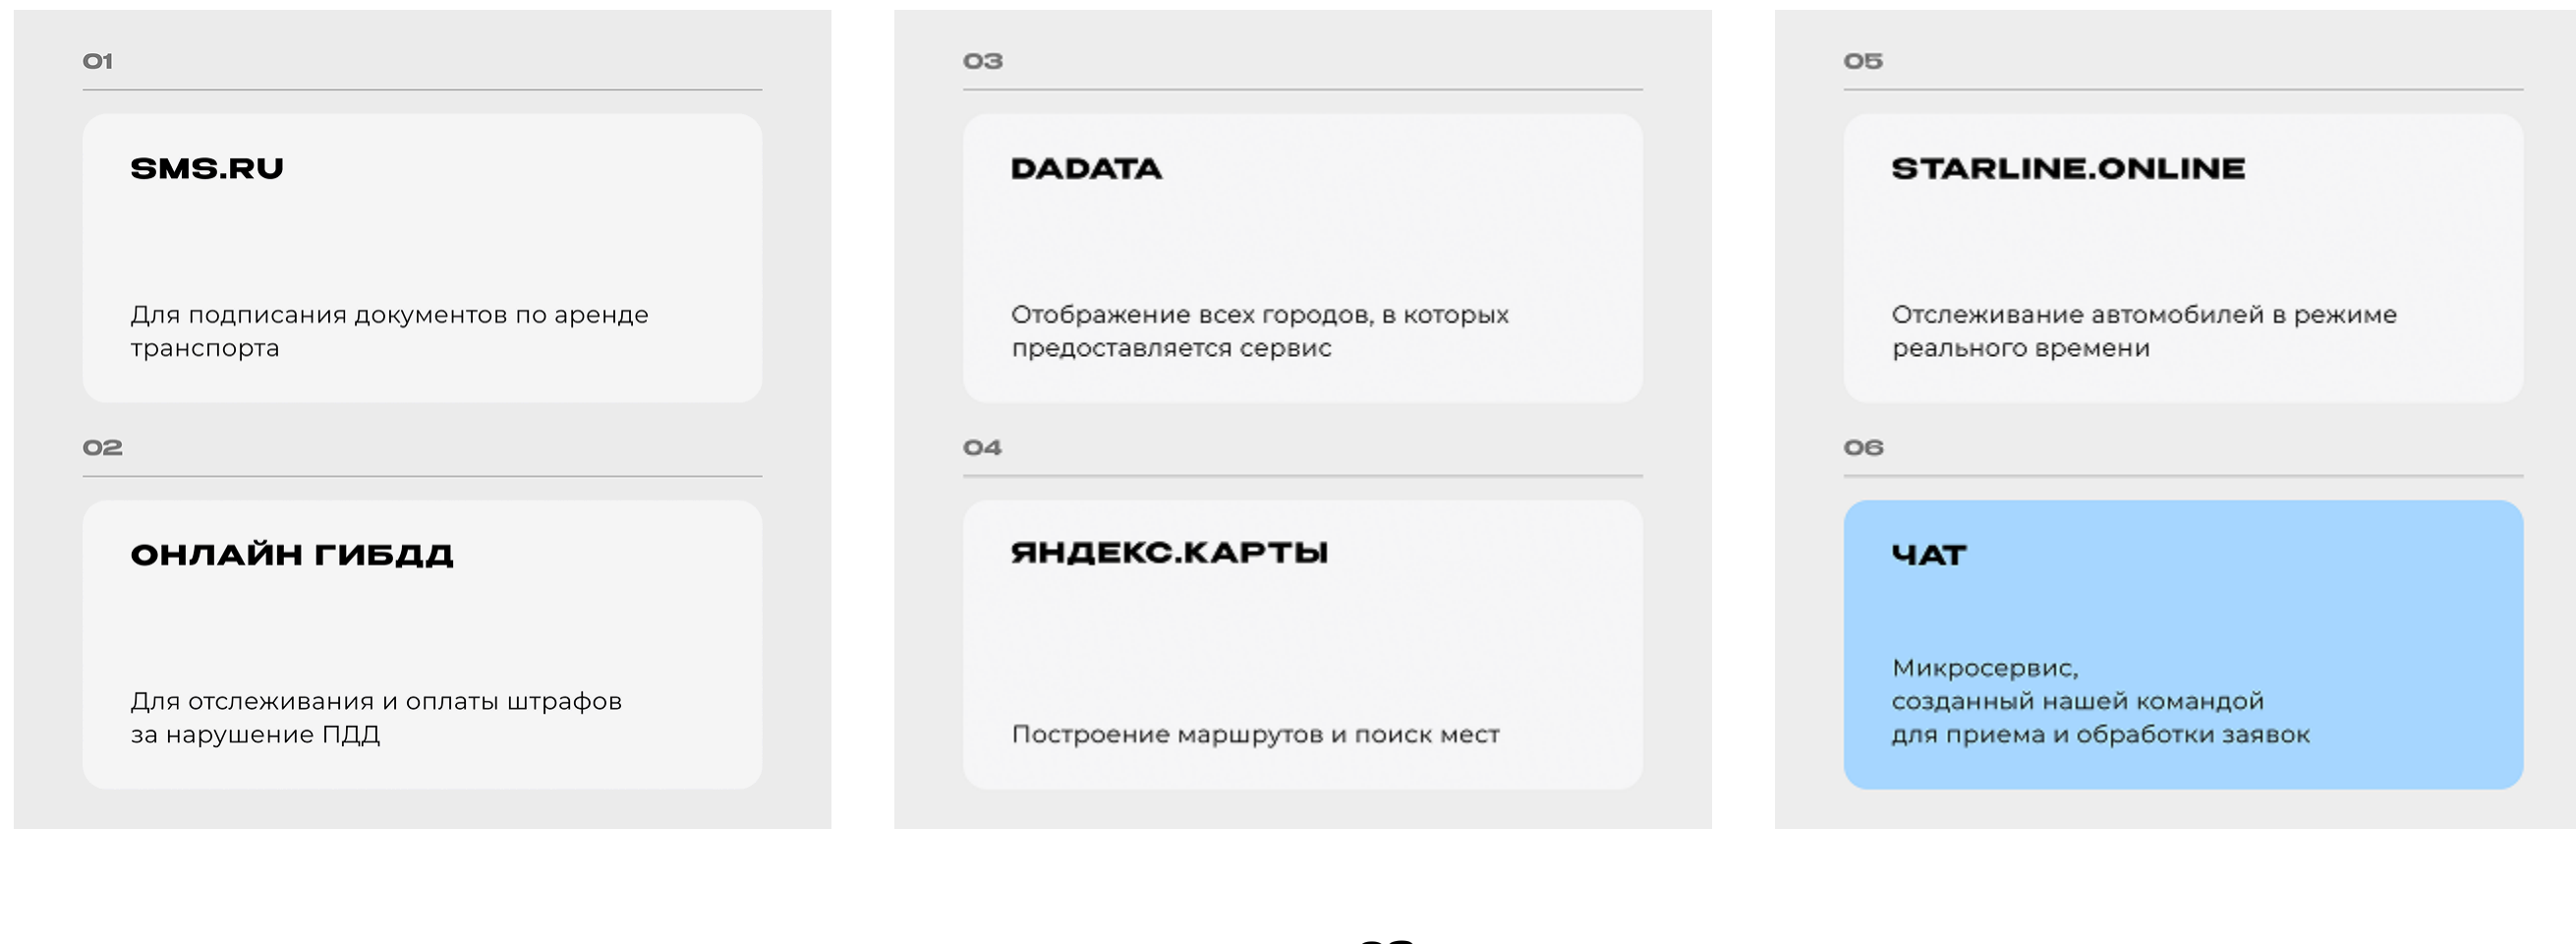 01
SMS.RU
Для подписания документов по аренде
транспорта
02
ОНЛАЙН ГИБДД
Для отслеживания и оплаты штрафов
за нарушение ПДД
03
DADATA
Отображение всех городов, в которых
предоставляется сервис
04
ЯНДЕКС.КАРТЫ
Построение маршрутов и поиск мест
05
STARLINE.ONLINE
Отслеживание автомобилей в режиме
реального времени
06
ЧАТ
Микросервис,
созданный нашей командой
для приема и обработки заявок